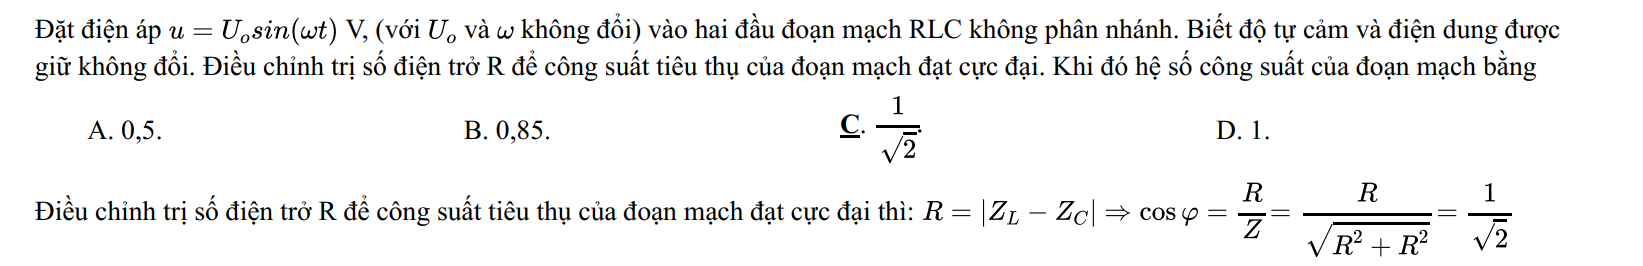 Đặt điện áp $u = U_o sin(\omega t)$ V, (với $U_o$ và $\omega$ không đổi) vào hai đầu đoạn mạch RLC không phân nhánh. Biết độ tự cảm và điện dung được
giữ không đổi. Điều chỉnh trị số điện trở R để công suất tiêu thụ của đoạn mạch đạt cực đại. Khi đó hệ số công suất của đoạn mạch bằng
A. 0,5. B. 0,85. C. $\frac{1}{\sqrt{2}}$. D. 1.
Điều chỉnh trị số điện trở R để công suất tiêu thụ của đoạn mạch đạt cực đại thì: $R = |Z_L - Z_C| \Rightarrow \cos\varphi = \frac{R}{Z} = \frac{R}{\sqrt{R^2 + R^2}} = \frac{1}{\sqrt{2}}$